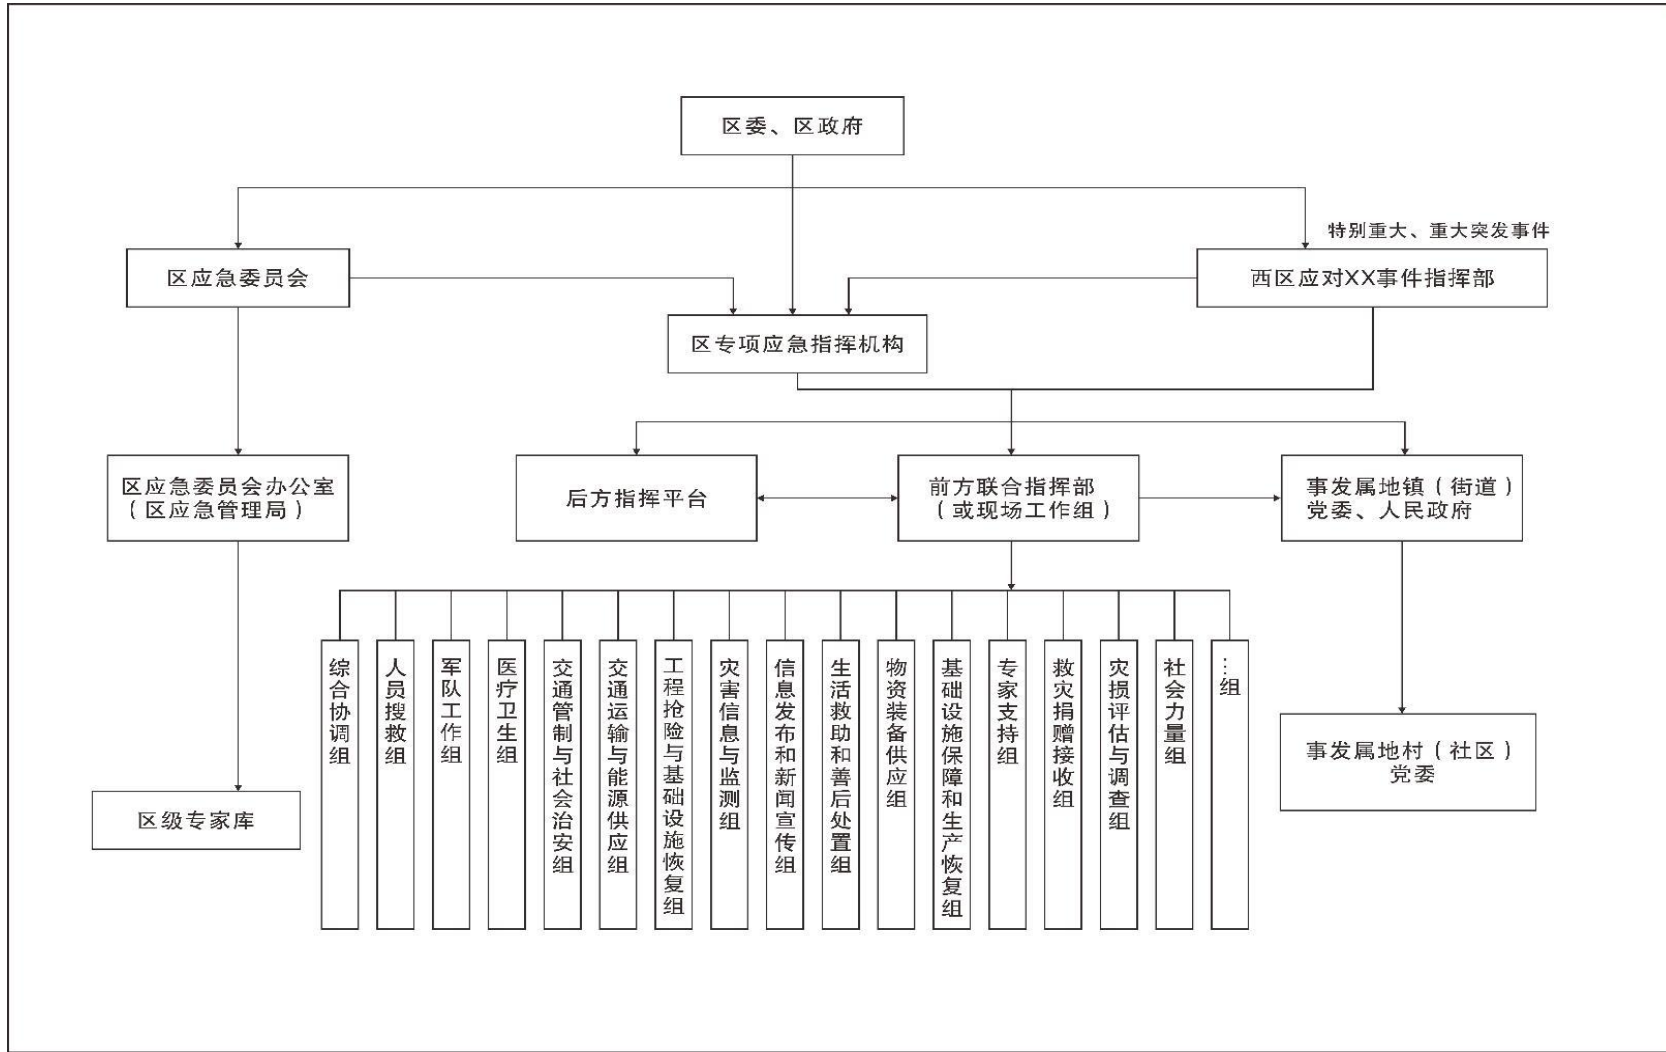 区委、区政府
特别重大、重大突发事件
区应急委员会
西区应对XX事件指挥部
区专项应急指挥机构
区应急委员会办公室
（区应急管理局）
后方指挥平台
前方联合指挥部
（或现场工作组）
事发属地镇（街道）
党委、人民政府
综合协调组
人员搜救组
军队工作组
医疗卫生组
交通管制与社会治安组
交通运输与能源供应组
工程抢险与基础设施恢复组
灾害信息与监测组
信息发布和新闻宣传组
生活救助和善后处置组
物资装备供应组
基础设施保障和生产恢复组
专家支持组
救灾捐赠接收组
灾损评估与调查组
社会力量组
…组
事发属地村（社区）
党委
区级专家库